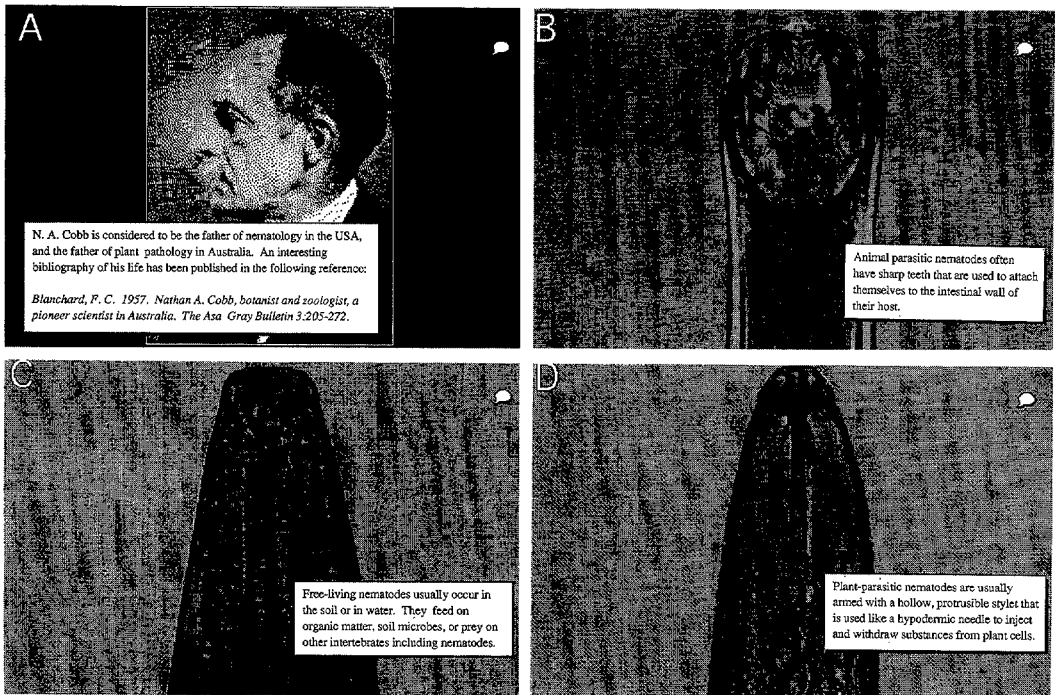 A
N. A. Cobb is considered to be the father of nematology in the USA,
and the father of plant pathology in Australia. An interesting
bibliography of his life has been published in the following reference:
Blanchard, F. C. 1957. Nathan A. Cobb, botanist and zoologist, a
pioneer scientist in Australia. The Asa Gray Bulletin 3:205-272.
B
Animal parasitic nematodes often
have sharp teeth that are used to attach
themselves to the intestinal wall of
their host.
C
Free-living nematodes usually occur in
the soil or in water. They feed on
organic matter, soil microbes, or prey on
other intertebrates including nematodes.
D
Plant-parasitic nematodes are usually
armed with a hollow, protrusible stylet that
is used like a hypodermic needle to inject
and withdraw substances from plant cells.